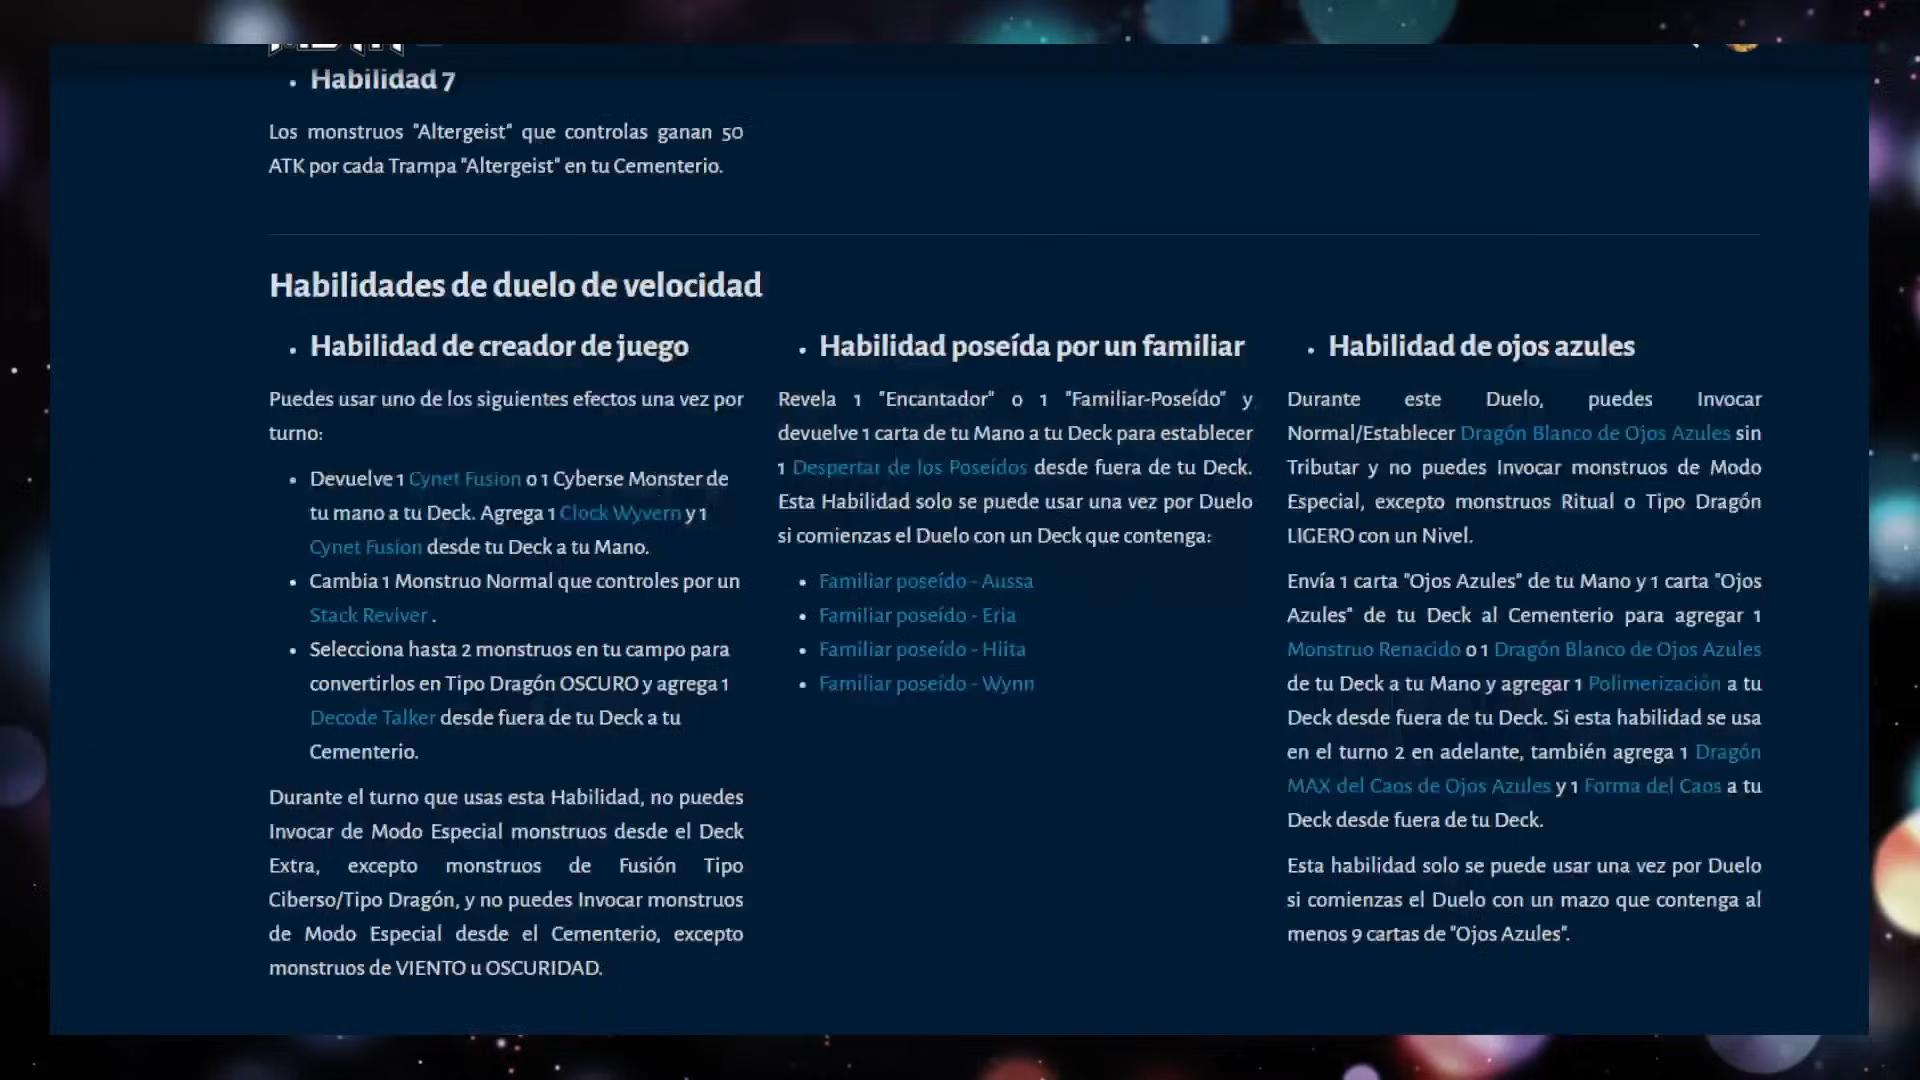 Habilidad 7
Los monstruos "Altergeist" que controlas ganan 50
ATK por cada Trampa "Altergeist" en tu Cementerio.
Habilidades de duelo de velocidad
Habilidad de creador de juego
Puedes usar uno de los siguientes efectos una vez por
turno:
Devuelve 1 Cynet Fusion o 1 Cyberse Monster de
tu mano a tu Deck. Agrega 1 Clock Wyvern y 1
Cynet Fusion desde tu Deck a tu Mano.
Cambia 1 Monstruo Normal que controles por un
Stack Reviver .
Selecciona hasta 2 monstruos en tu campo para
convertirlos en Tipo Dragón OSCURO y agrega 1
Decode Talker desde fuera de tu Deck a tu
Cementerio.
Durante el turno que usas esta Habilidad, no puedes
Invocar de Modo Especial monstruos desde el Deck
Extra, excepto monstruos de Fusión Tipo
Ciberso/Tipo Dragón, y no puedes Invocar monstruos
de Modo Especial desde el Cementerio, excepto
monstruos de VIENTO u OSCURIDAD.
Habilidad poseída por un familiar
Revela 1 "Encantador" o 1 "Familiar-Poseído" y
devuelve 1 carta de tu Mano a tu Deck para establecer
1 Despertar de los Poseídos desde fuera de tu Deck.
Esta Habilidad solo se puede usar una vez por Duelo
si comienzas el Duelo con un Deck que contenga:
Familiar poseído - Aussa
Familiar poseído - Eria
Familiar poseído - Hiita
Familiar poseído - Wynn
Habilidad de ojos azules
Durante este Duelo, puedes Invocar
Normal/Establecer Dragón Blanco de Ojos Azules sin
Tributar y no puedes Invocar monstruos de Modo
Especial, excepto monstruos Ritual o Tipo Dragón
LIGERO con un Nivel.
Envía 1 carta "Ojos Azules" de tu Mano y 1 carta "Ojos
Azules" de tu Deck al Cementerio para agregar 1
Monstruo Renacido o 1 Dragón Blanco de Ojos Azules
de tu Deck a tu Mano y agregar 1 Polimerización a tu
Deck desde fuera de tu Deck. Si esta habilidad se usa
en el turno 2 en adelante, también agrega 1 Dragón
MAX del Caos de Ojos Azules y 1 Forma del Caos a tu
Deck desde fuera de tu Deck.
Esta habilidad solo se puede usar una vez por Duelo
si comienzas el Duelo con un mazo que contenga al
menos 9 cartas de "Ojos Azules".